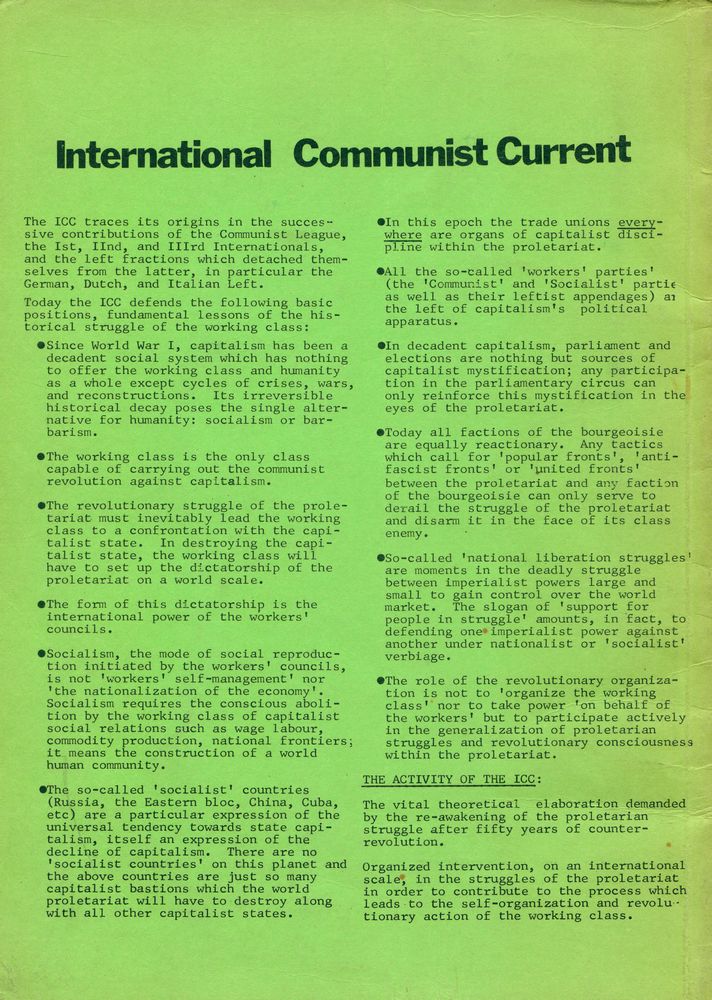 International Communist Current
The ICC traces its origins in the succes-
sive contributions of the Communist League,
the Ist, IInd, and IIIrd Internationals,
and the left fractions which detached them-
selves from the latter, in particular the
German, Dutch, and Italian Left.
Today the ICC defends the following basic
positions, fundamental lessons of the his-
torical struggle of the working class:
●Since World War I, capitalism has been a
decadent social system which has nothing
to offer the working class and humanity
as a whole except cycles of crises, wars,
and reconstructions. Its irreversible
historical decay poses the single alter-
native for humanity: socialism or bar-
barism.
●The working class is the only class
capable of carrying out the communist
revolution against capitalism.
●The revolutionary struggle of the prole-
tariat must inevitably lead the working
class to a confrontation with the capi-
talist state. In destroying the capi-
talist state, the working class will
have to set up the dictatorship of the
proletariat on a world scale.
●The form of this dictatorship is the
international power of the workers'
councils.
●Socialism, the mode of social reproduc-
tion initiated by the workers' councils,
is not 'workers' self-management' nor
'the nationalization of the economy'.
Socialism requires the conscious aboli-
tion by the working class of capitalist
social relations such as wage labour,
commodity production, national frontiers;
it means the construction of a world
human community.
●The so-called 'socialist' countries
(Russia, the Eastern bloc, China, Cuba,
etc) are a particular expression of the
universal tendency towards state capi-
talism, itself an expression of the
decline of capitalism. There are no
'socialist countries' on this planet and
the above countries are just so many
capitalist bastions which the world
proletariat will have to destroy along
with all other capitalist states.
●In this epoch the trade unions every-
where are organs of capitalist disci-
pline within the proletariat.
●All the so-called 'workers' parties'
(the 'Communist' and 'Socialist' partie
as well as their leftist appendages) ar
the left of capitalism's political
apparatus.
●In decadent capitalism, parliament and
elections are nothing but sources of
capitalist mystification; any participa-
tion in the parliamentary circus can
only reinforce this mystification in the
eyes of the proletariat.
●Today all factions of the bourgeoisie
are equally reactionary. Any tactics
which call for 'popular fronts', 'anti-
fascist fronts' or 'united fronts'
between the proletariat and any faction
of the bourgeoisie can only serve to
derail the struggle of the proletariat
and disarm it in the face of its class
enemy.
●So-called 'national liberation struggles'
are moments in the deadly struggle
between imperialist powers large and
small to gain control over the world
market. The slogan of 'support for
people in struggle' amounts, in fact, to
defending one imperialist power against
another under nationalist or 'socialist'
verbiage.
●The role of the revolutionary organiza-
tion is not to 'organize the working
class' nor to take power 'on behalf of
the workers' but to participate actively
in the generalization of proletarian
struggles and revolutionary consciousness
within the proletariat.
THE ACTIVITY OF THE ICC:
The vital theoretical elaboration demanded
by the re-awakening of the proletarian
struggle after fifty years of counter-
revolution.
Organized intervention, on an international
scale, in the struggles of the proletariat
in order to contribute to the process which
leads to the self-organization and revolu-
tionary action of the working class.